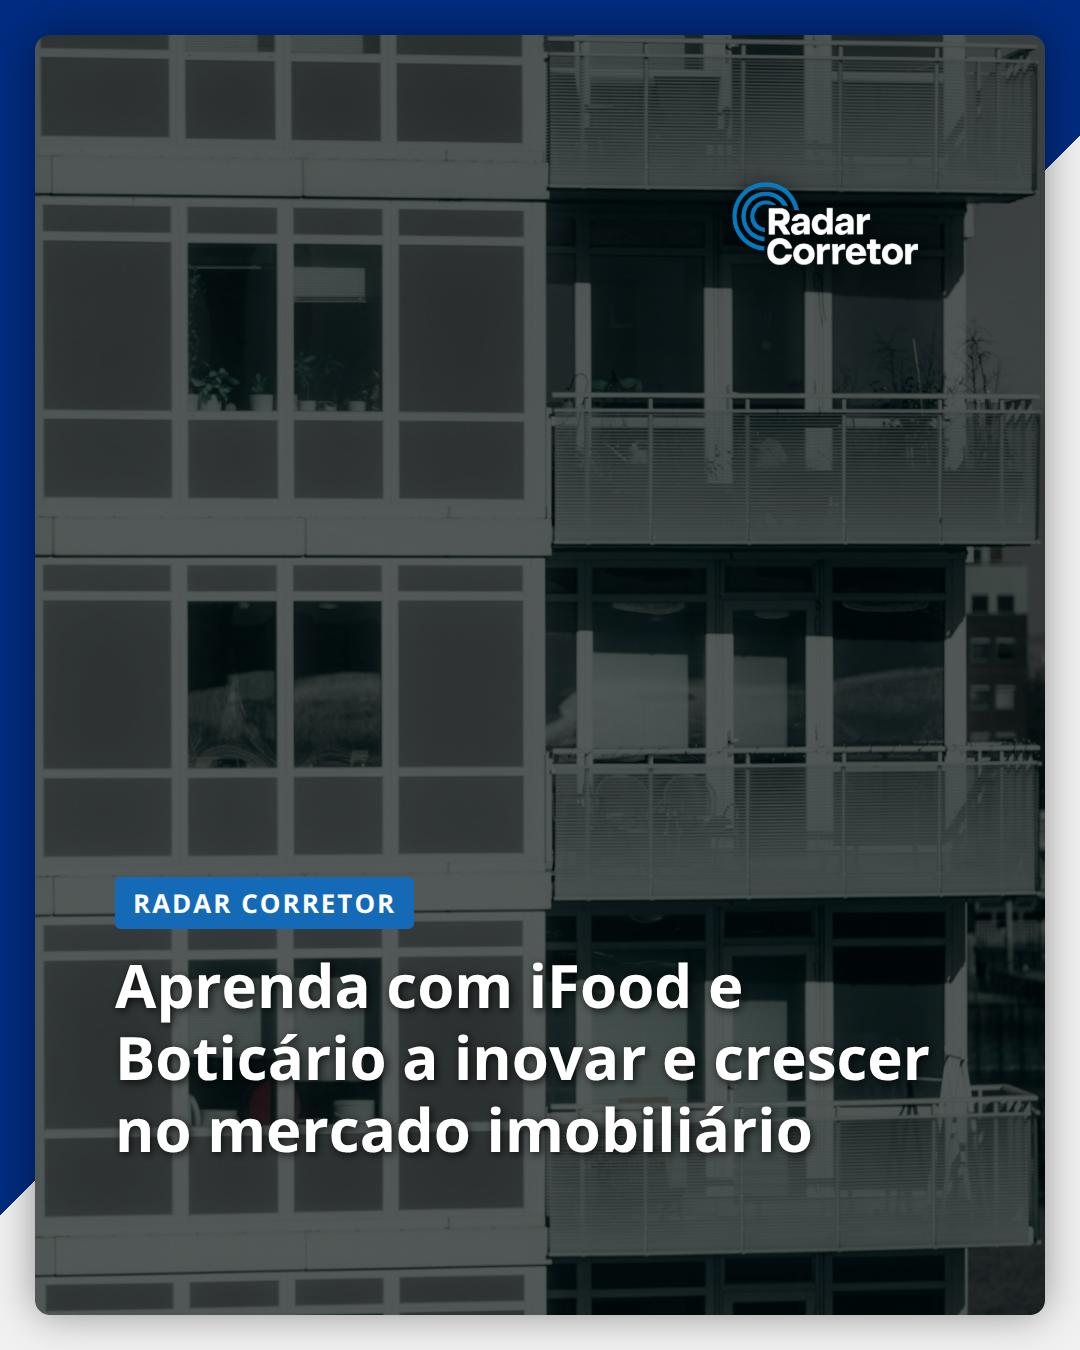 Radar
Corretor
RADAR CORRETOR
Aprenda com iFood e
Boticário a inovar e crescer
no mercado imobiliário